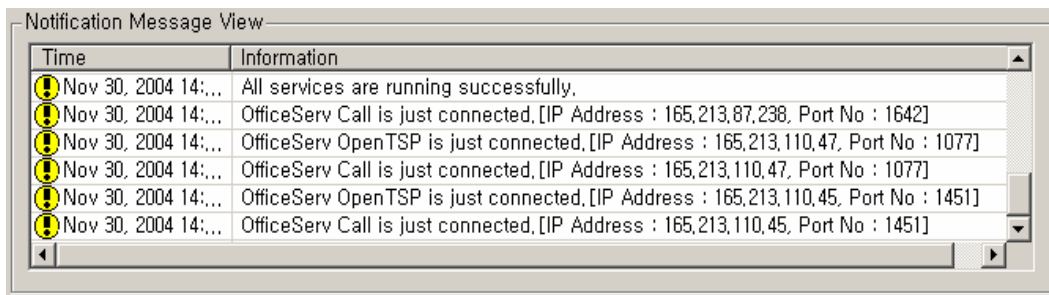 Notification Message View
Time Information
Nov 30, 2004 14:... All services are running successfully.
Nov 30, 2004 14:... OfficeServ Call is just connected.[IP Address : 165.213.87.238, Port No : 1642]
Nov 30, 2004 14:... OfficeServ OpenTSP is just connected.[IP Address : 165.213.110.47, Port No : 1077]
Nov 30, 2004 14:... OfficeServ Call is just connected.[IP Address : 165.213.110.47, Port No : 1077]
Nov 30, 2004 14:... OfficeServ OpenTSP is just connected.[IP Address : 165.213.110.45, Port No : 1451]
Nov 30, 2004 14:... OfficeServ Call is just connected.[IP Address : 165.213.110.45, Port No : 1451]